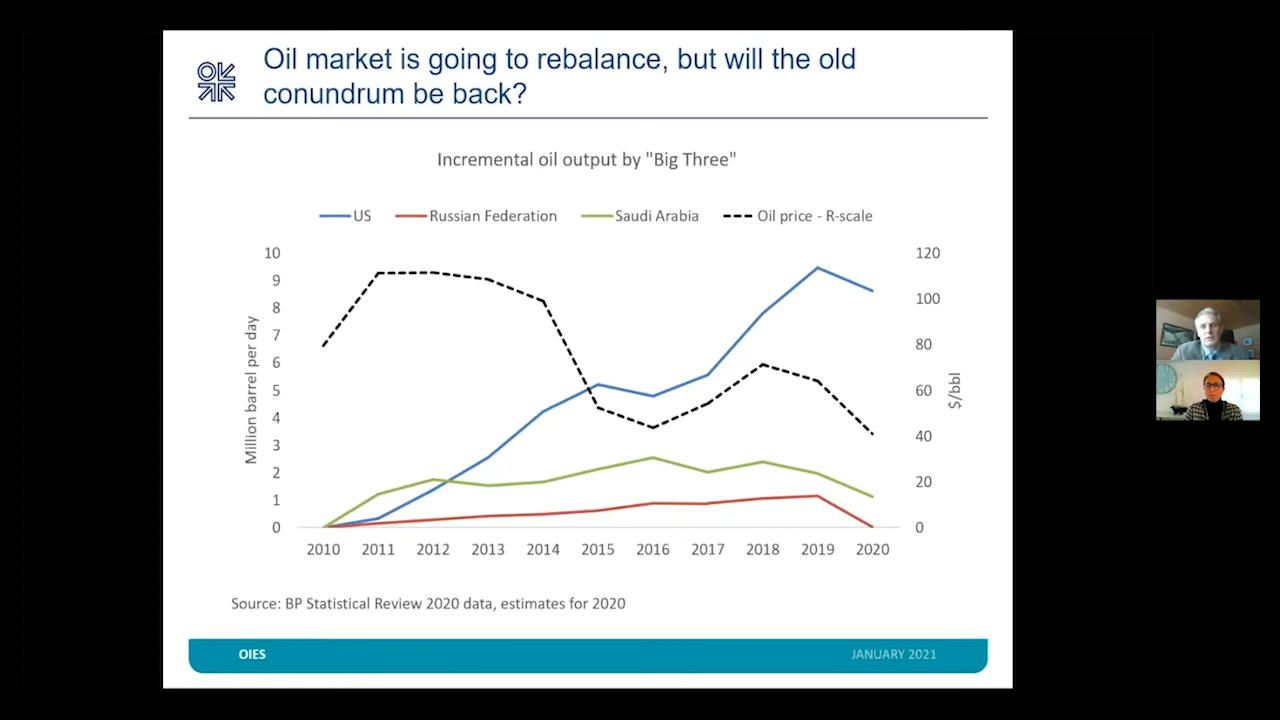 Oil market is going to rebalance, but will the old
conundrum be back?
Incremental oil output by "Big Three"
US Russian Federation Saudi Arabia Oil price - R-scale
Million barrel per day
10
9
8
7
6
5
4
3
2
1
0
120
100
80
60
40
20
0
$/bbl
2010 2011 2012 2013 2014 2015 2016 2017 2018 2019 2020
Source: BP Statistical Review 2020 data, estimates for 2020
OIES JANUARY 2021